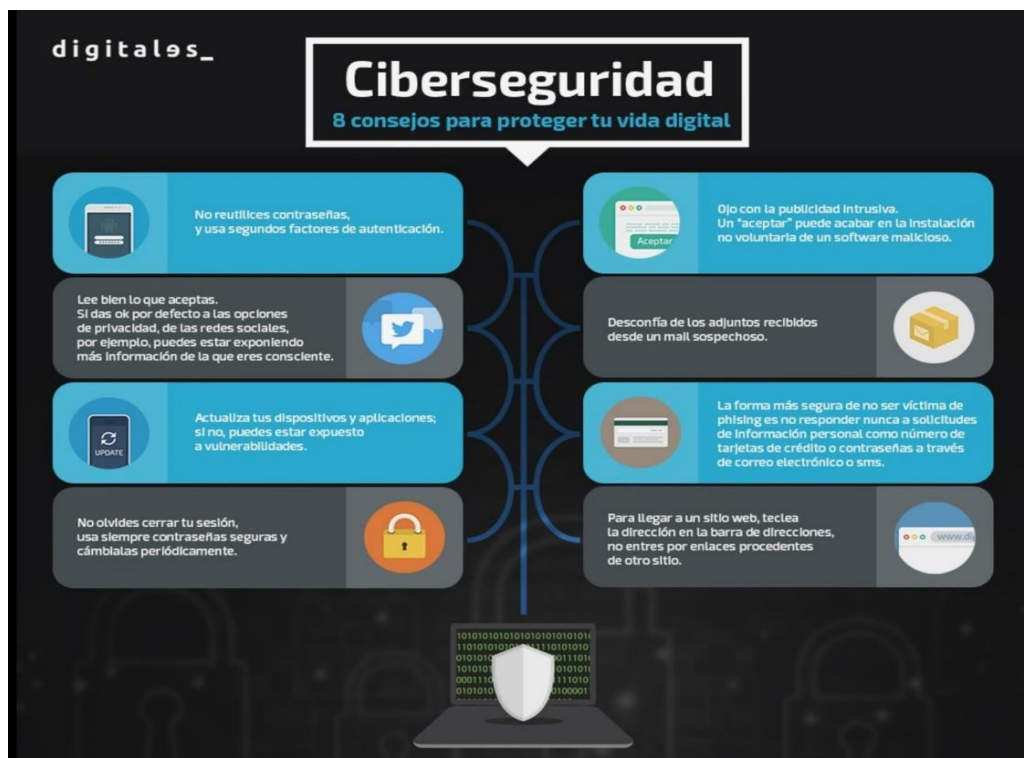 digitales_
Ciberseguridad
8 consejos para proteger tu vida digital
No reutilices contraseñas,
y usa segundos factores de autenticación.
Lee bien lo que aceptas.
Si das ok por defecto a las opciones
de privacidad, de las redes sociales,
por ejemplo, puedes estar exponiendo
más información de la que eres consciente.
UPDATE
Actualiza tus dispositivos y aplicaciones;
si no, puedes estar expuesto
a vulnerabilidades.
No olvides cerrar tu sesión,
usa siempre contraseñas seguras y
cámbialas periódicamente.
Aceptar
Ojo con la publicidad intrusiva.
Un "aceptar" puede acabar en la instalación
no voluntaria de un software malicioso.
Desconfía de los adjuntos recibidos
desde un mail sospechoso.
La forma más segura de no ser víctima de
phising es no responder nunca a solicitudes
de información personal como número de
tarjetas de crédito o contraseñas a través
de correo electrónico o sms.
Para llegar a un sitio web, teclea
la dirección en la barra de direcciones,
no entres por enlaces procedentes
de otro sitio.
www.di